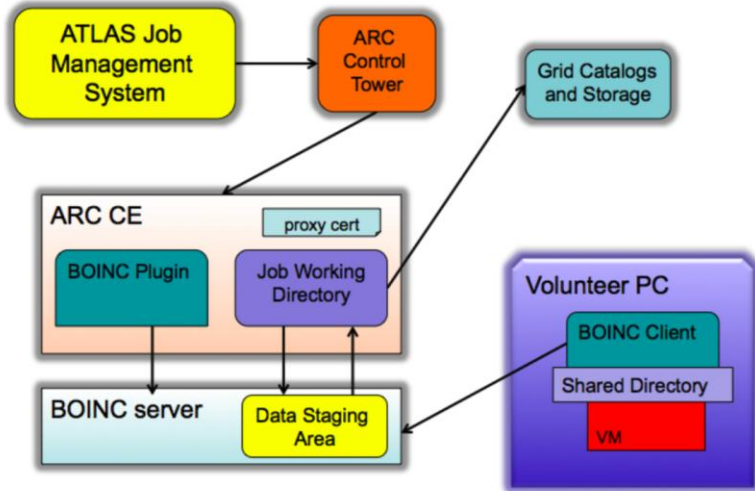 ATLAS Job
Management
System
ARC
Control
Tower
Grid Catalogs
and Storage
ARC CE
proxy cert
BOINC Plugin
Job Working
Directory
Volunteer PC
BOINC Client
Shared Directory
VM
BOINC server
Data Staging
Area